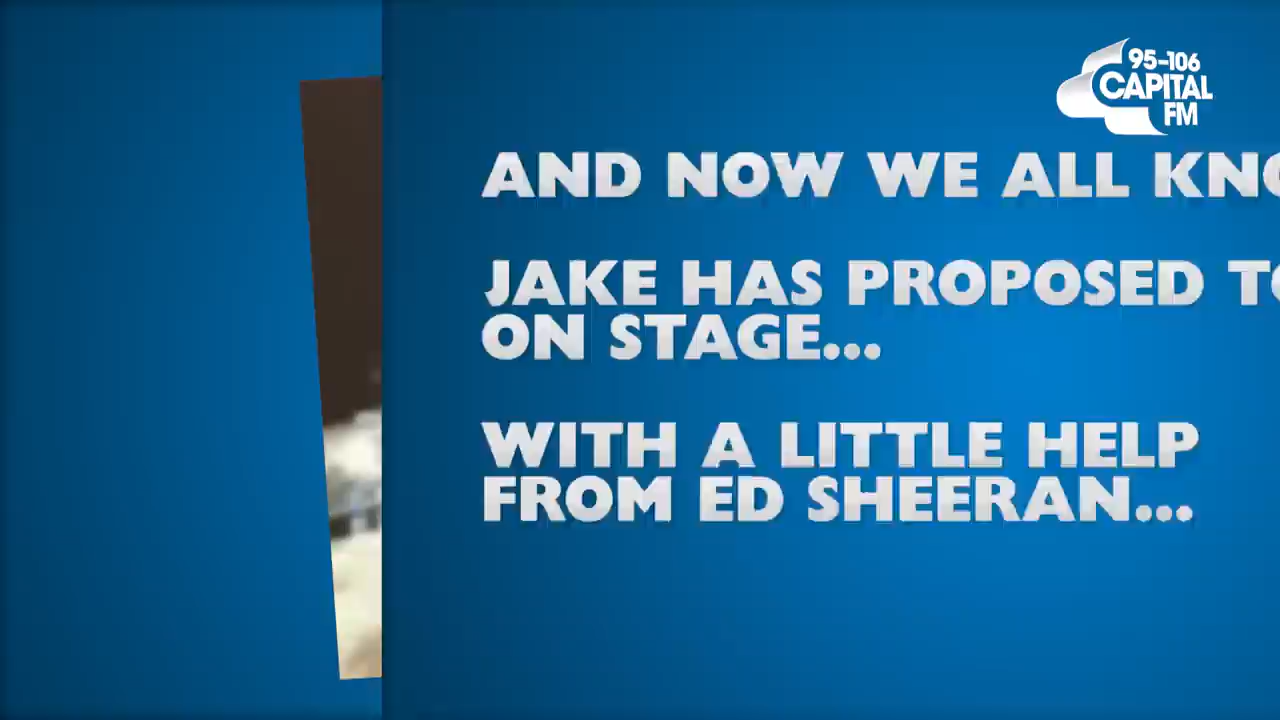 95-106
CAPITAL
FM
AND NOW WE ALL
JAKE HAS PROPOSED
ON STAGE...
WITH A LITTLE HELP
FROM ED SHEERAN...